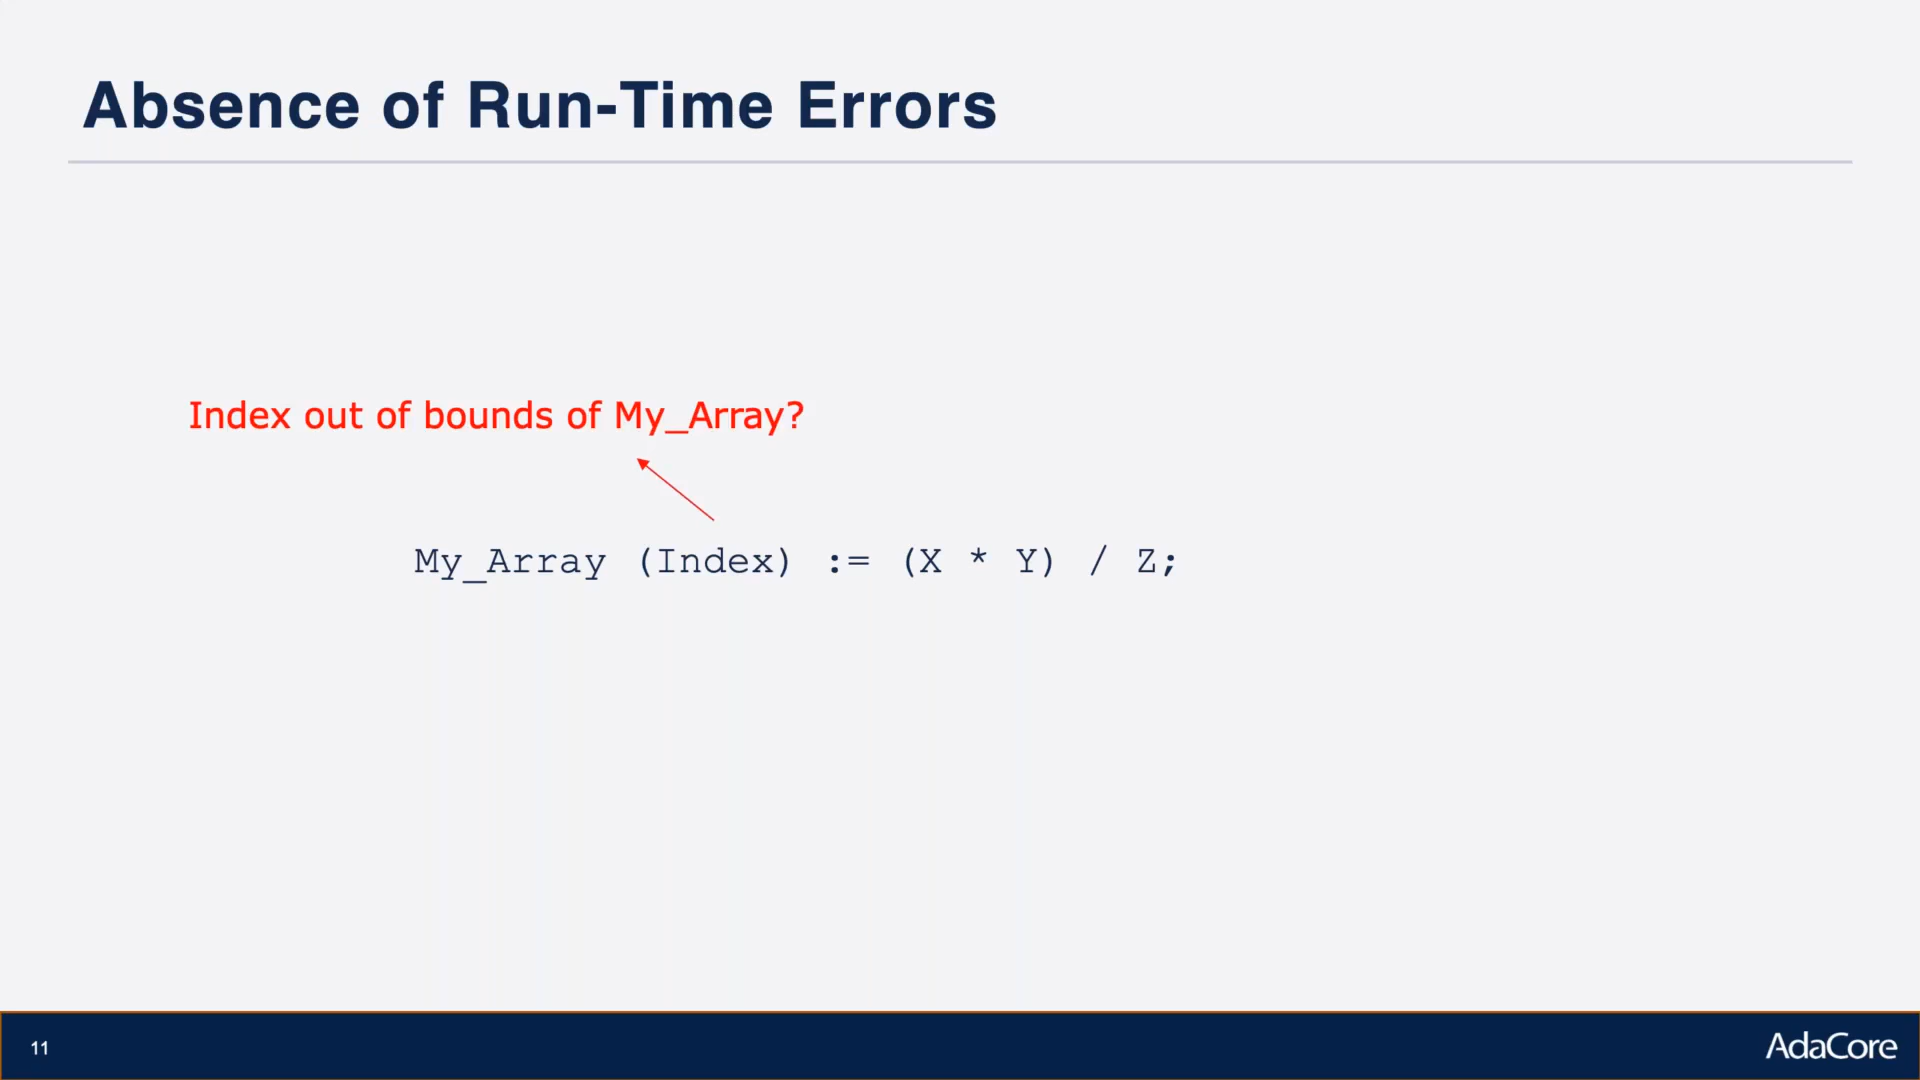 Absence of Run-Time Errors
Index out of bounds of My_Array?
My_Array (Index) := (X * Y) / Z;
11
AdaCore